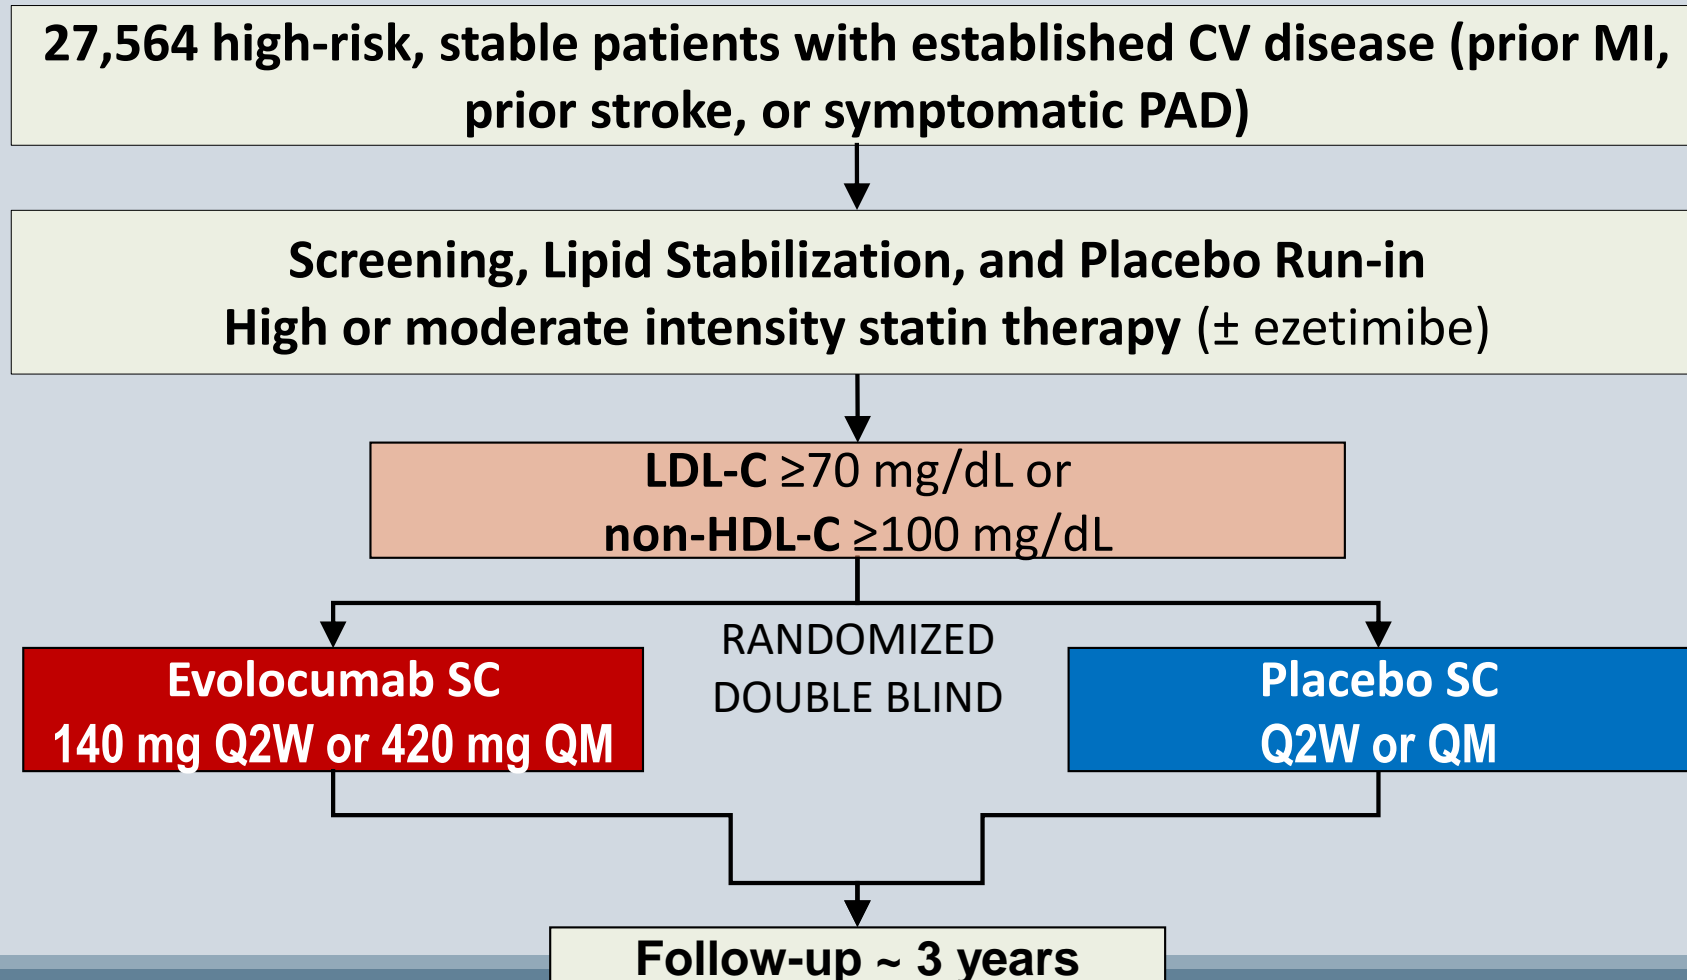 27,564 high-risk, stable patients with established CV disease (prior MI,
prior stroke, or symptomatic PAD)
Screening, Lipid Stabilization, and Placebo Run-in
High or moderate intensity statin therapy (± ezetimibe)
LDL-C ≥70 mg/dL or
non-HDL-C ≥100 mg/dL
RANDOMIZED
DOUBLE BLIND
Evolocumab SC
140 mg Q2W or 420 mg QM
Placebo SC
Q2W or QM
Follow-up ~ 3 years